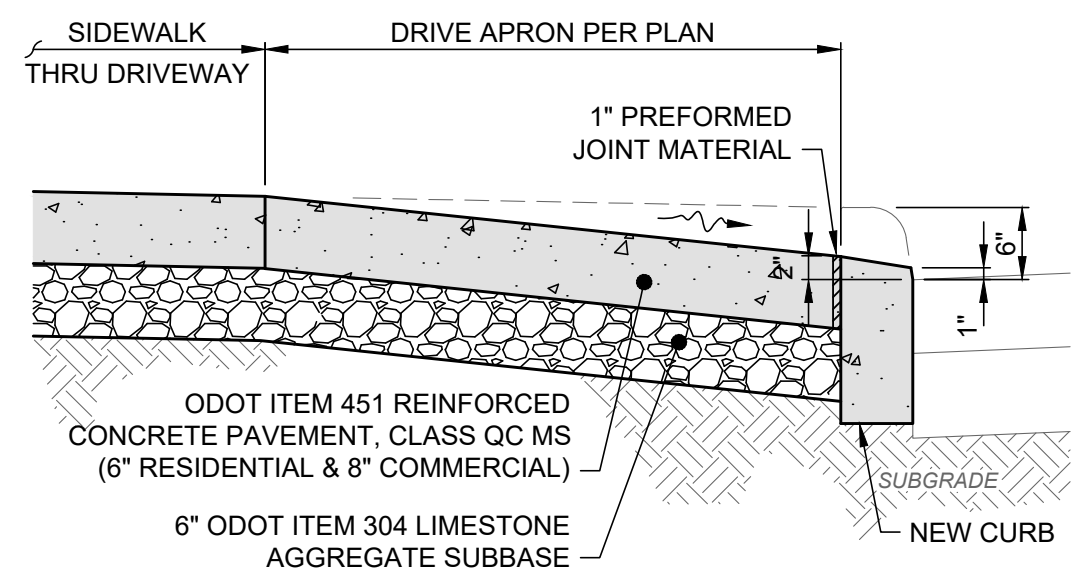 SIDEWALK
THRU DRIVEWAY
DRIVE APRON PER PLAN
1" PREFORMED
JOINT MATERIAL
2"
6"
1"
ODOT ITEM 451 REINFORCED
CONCRETE PAVEMENT, CLASS QC MS
(6" RESIDENTIAL & 8" COMMERCIAL)
6" ODOT ITEM 304 LIMESTONE
AGGREGATE SUBBASE
SUBGRADE
NEW CURB